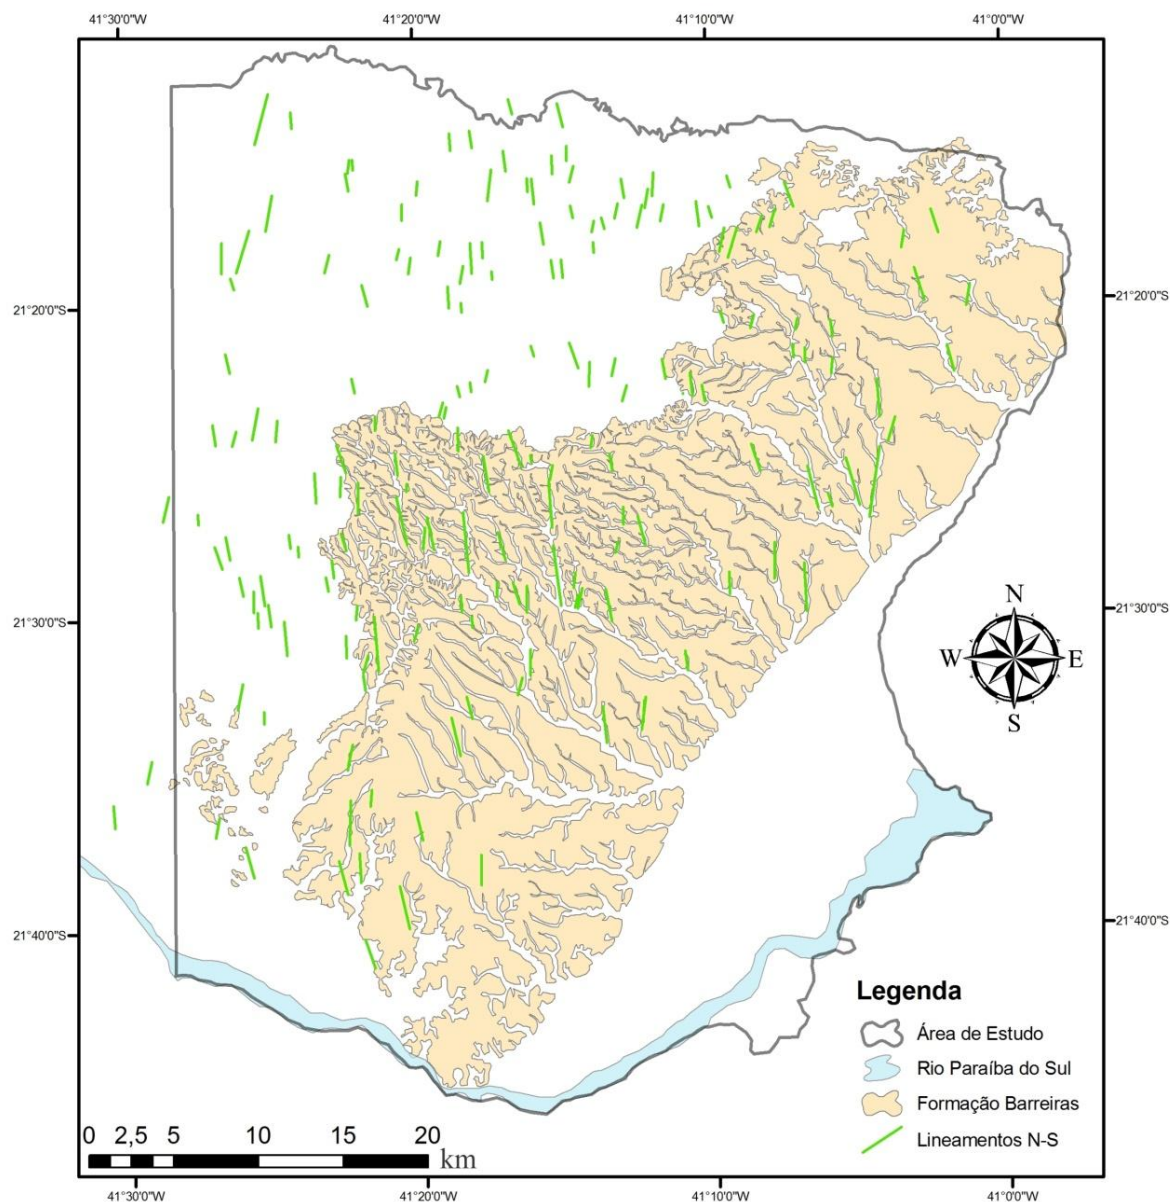 41°30'0"W 41°20'0"W 41°10'0"W 41°0'0"W
21°20'0"S 21°20'0"S
21°30'0"S 21°30'0"S
N
W E
S
21°40'0"S 21°40'0"S
Legenda
Área de Estudo
Rio Paraíba do Sul
Formação Barreiras
Lineamentos N-S
0 2,5 5 10 15 20
km
41°30'0"W 41°20'0"W 41°10'0"W 41°0'0"W